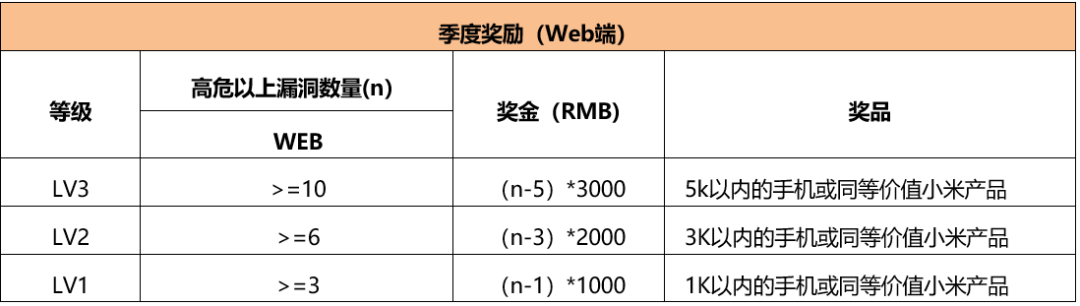 季度奖励（Web端）
等级 高危以上漏洞数量(n) 奖金（RMB) 奖品
WEB
LV3 >=10 （n-5）*3000 5k以内的手机或同等价值小米产品
LV2 >=6 （n-3）*2000 3K以内的手机或同等价值小米产品
LV1 >=3 （n-1）*1000 1K以内的手机或同等价值小米产品